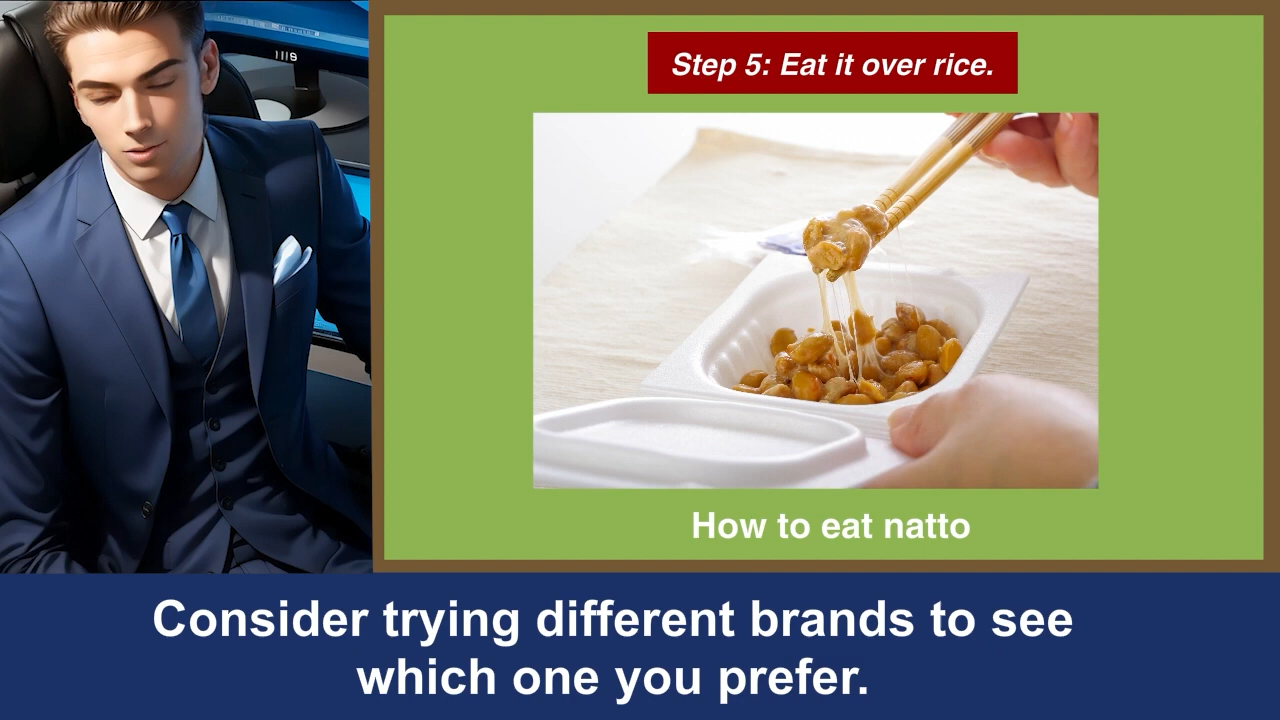 Step 5: Eat it over rice.
How to eat natto
Consider trying different brands to see
which one you prefer.